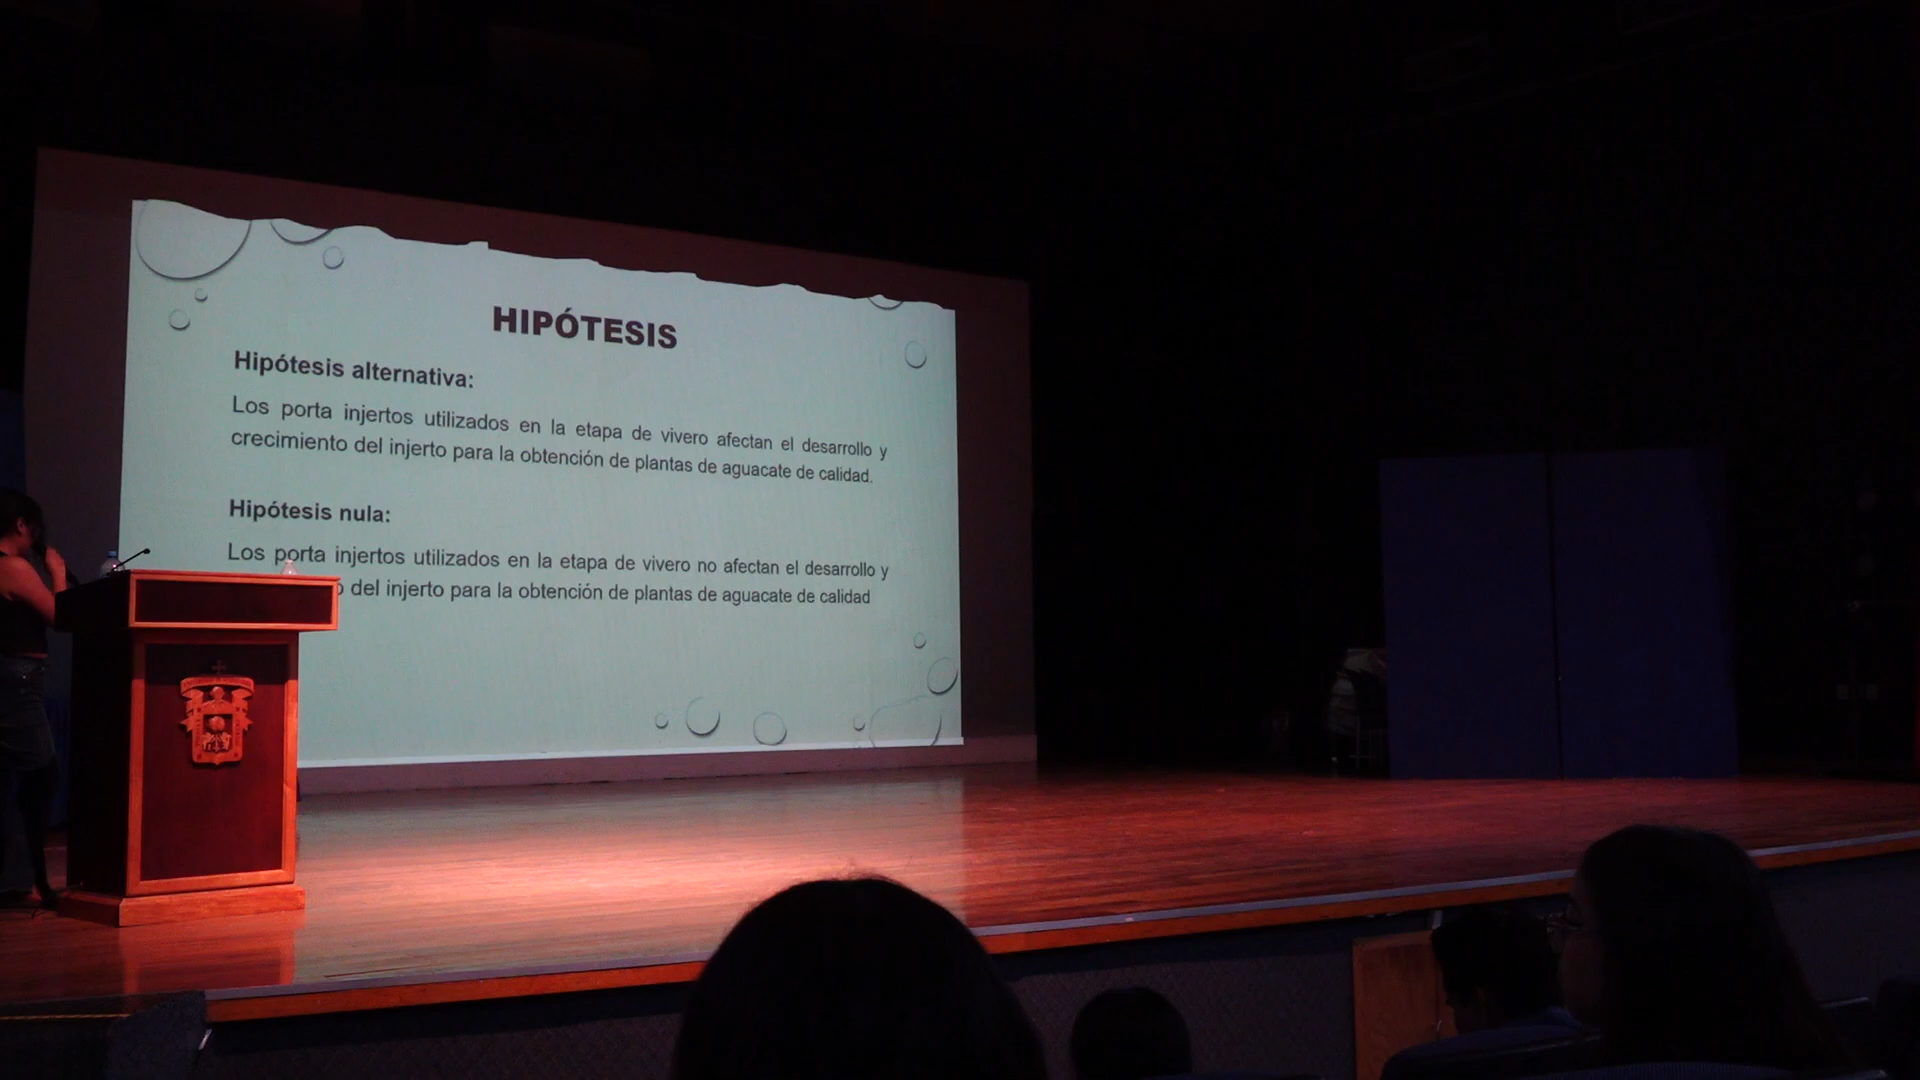 HIPÓTESIS
Hipótesis alternativa:
Los porta injertos utilizados en la etapa de vivero afectan el desarrollo y
crecimiento del injerto para la obtención de plantas de aguacate de calidad.
Hipótesis nula:
Los porta injertos utilizados en la etapa de vivero no afectan el desarrollo y
del injerto para la obtención de plantas de aguacate de calidad